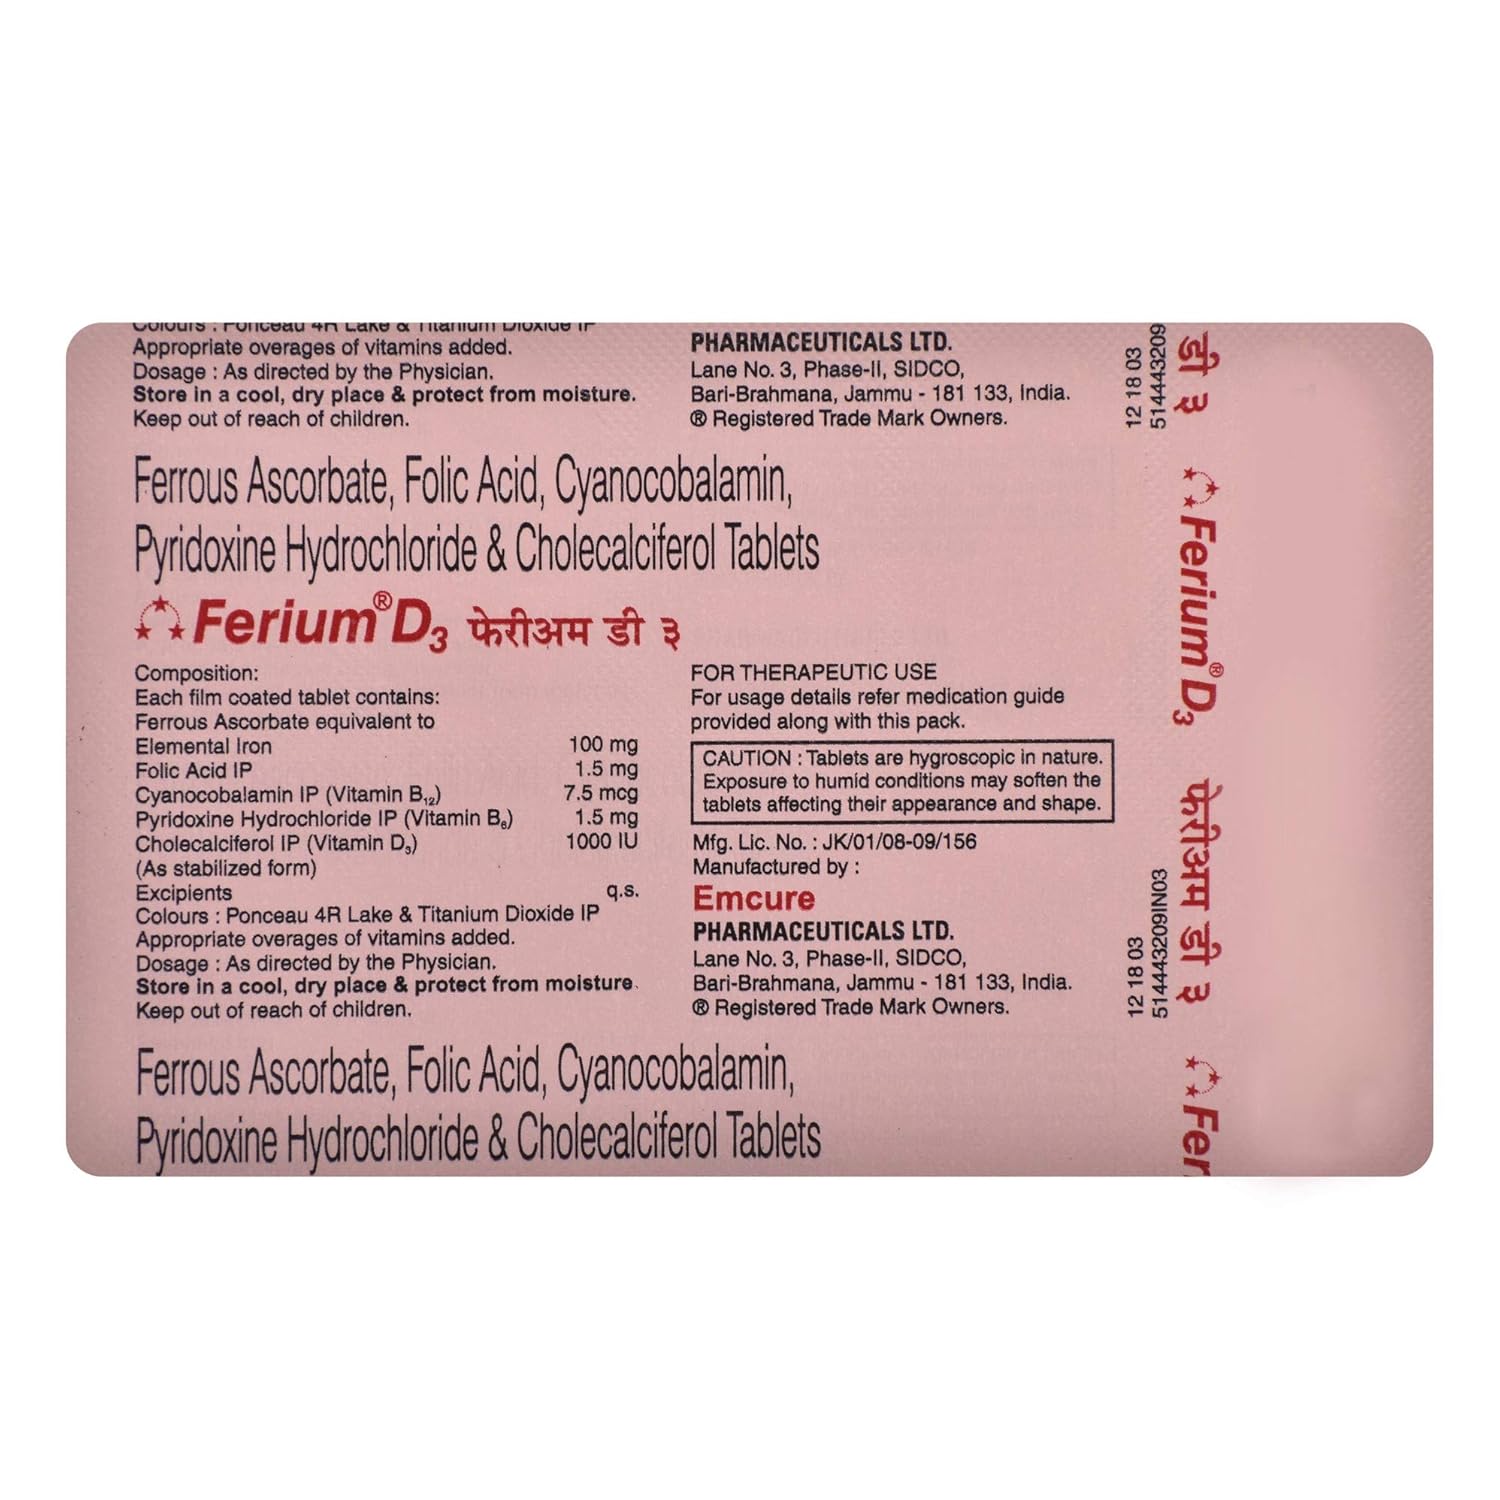 Colours : Ponceau 4R Lake & Titanium Dioxide IP
Appropriate overages of vitamins added.
Dosage : As directed by the Physician.
Store in a cool, dry place & protect from moisture.
Keep out of reach of children.
PHARMACEUTICALS LTD.
Lane No. 3, Phase-II, SIDCO,
Bari-Brahmana, Jammu - 181 133, India.
® Registered Trade Mark Owners.
12 18 03
514443209
डी ३
Ferrous Ascorbate, Folic Acid, Cyanocobalamin,
Pyridoxine Hydrochloride & Cholecalciferol Tablets
Ferium® D₃ फेरीअम डी ३
Composition:
Each film coated tablet contains:
Ferrous Ascorbate equivalent to
Elemental Iron 100 mg
Folic Acid IP 1.5 mg
Cyanocobalamin IP (Vitamin B₁₂) 7.5 mcg
Pyridoxine Hydrochloride IP (Vitamin B₆) 1.5 mg
Cholecalciferol IP (Vitamin D₃) 1000 IU
(As stabilized form)
Excipients q.s.
Colours : Ponceau 4R Lake & Titanium Dioxide IP
Appropriate overages of vitamins added.
Dosage : As directed by the Physician.
Store in a cool, dry place & protect from moisture.
Keep out of reach of children.
FOR THERAPEUTIC USE
For usage details refer medication guide
provided along with this pack.
CAUTION : Tablets are hygroscopic in nature.
Exposure to humid conditions may soften the
tablets affecting their appearance and shape.
Mfg. Lic. No. : JK/01/08-09/156
Manufactured by :
Emcure
PHARMACEUTICALS LTD.
Lane No. 3, Phase-II, SIDCO,
Bari-Brahmana, Jammu - 181 133, India.
® Registered Trade Mark Owners.
12 18 03
514443209IN03
Ferium® D₃ फेरीअम डी ३
Ferrous Ascorbate, Folic Acid, Cyanocobalamin,
Pyridoxine Hydrochloride & Cholecalciferol Tablets
Fer